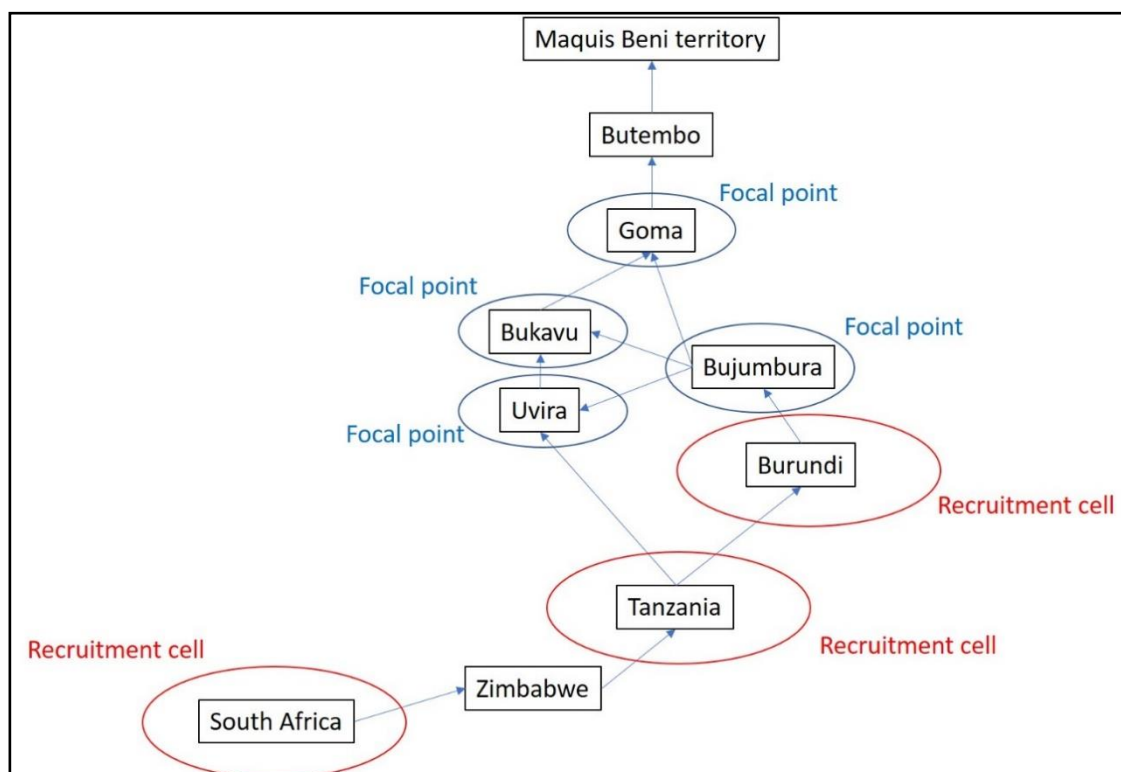 Maquis Beni territory
Butembo
Focal point
Goma
Focal point
Bukavu
Focal point
Bujumbura
Uvira
Focal point
Burundi
Recruitment cell
Tanzania
Recruitment cell
Recruitment cell
Zimbabwe
South Africa